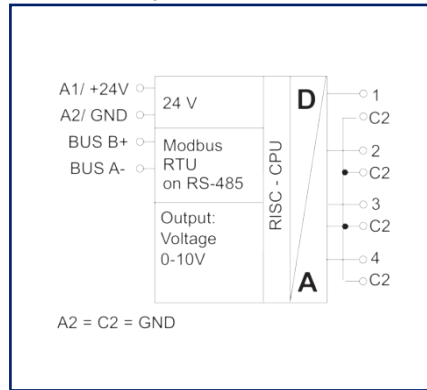 A1/ +24V
A2/ GND
BUS B+
BUS A-
24 V
Modbus
RTU
on RS-485
Output:
Voltage
0-10V
RISC - CPU
D
A
1
C2
2
C2
3
C2
4
C2
A2 = C2 = GND